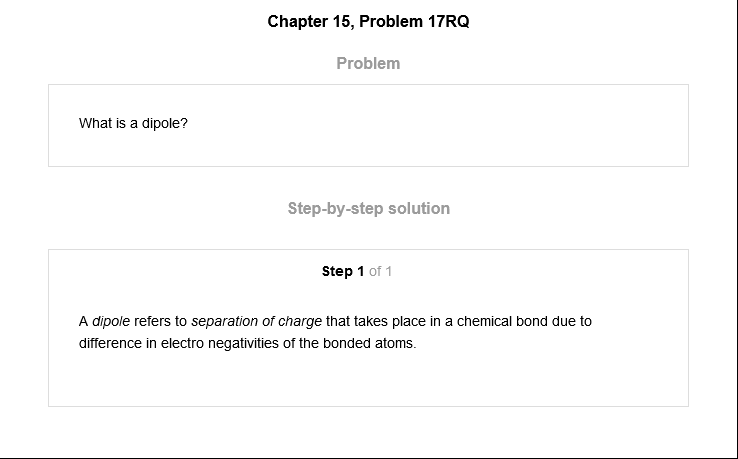 Chapter 15, Problem 17RQ
Problem
What is a dipole?
Step-by-step solution
Step 1 of 1
A dipole refers to separation of charge that takes place in a chemical bond due to
difference in electro negativities of the bonded atoms.